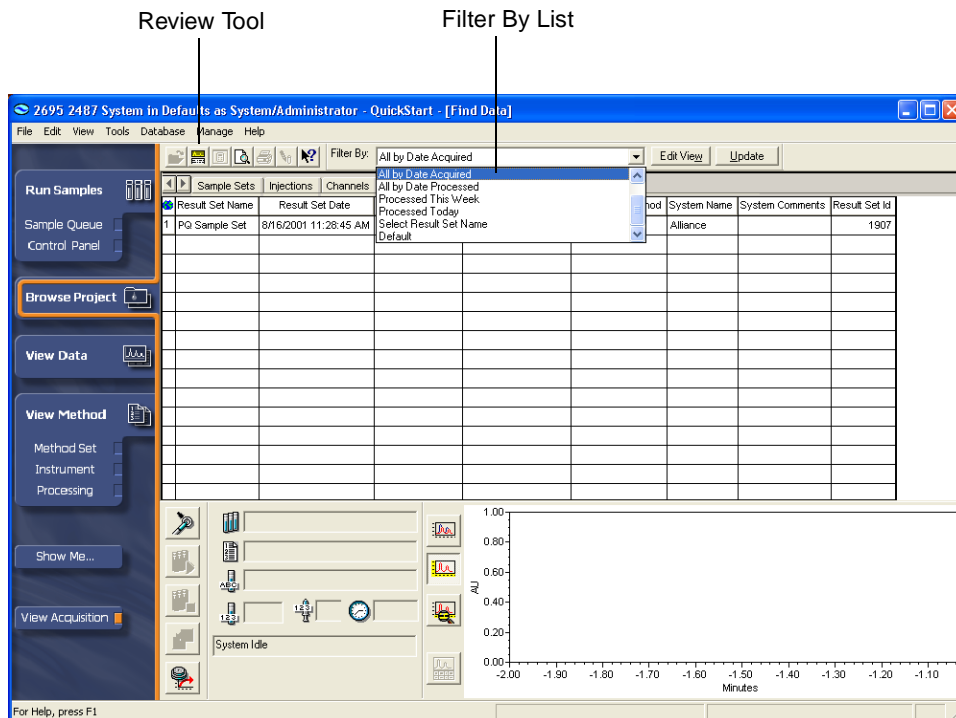 Review Tool
Filter By List
2695 2487 System in Defaults as System/Administrator - QuickStart - [Find Data]
File Edit View Tools Database Manage Help
Filter By: All by Date Acquired Edit View Update
All by Date Acquired
All by Date Processed
Processed This Week
Processed Today
Select Result Set Name
Default
Run Samples
Sample Queue
Control Panel
Browse Project
View Data
View Method
Method Set
Instrument
Processing
Show Me...
View Acquisition
Sample Sets Injections Channels
Result Set Name Result Set Date System Name System Comments Result Set Id
1 PQ Sample Set 8/16/2001 11:28:45 AM Alliance 1907
ABC
123
123
System Idle
1.00
0.80
0.60
0.40
0.20
0.00
AU
-2.00 -1.90 -1.80 -1.70 -1.60 -1.50 -1.40 -1.30 -1.20 -1.10
Minutes
For Help, press F1